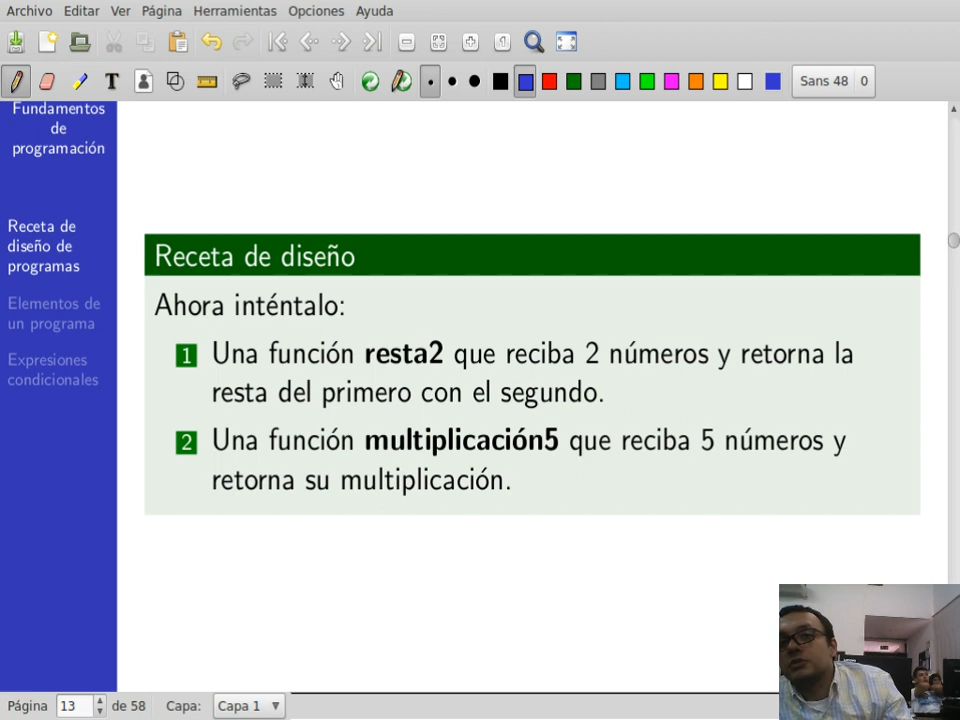 Archivo Editar Ver Página Herramientas Opciones Ayuda
T
Sans 48 0
Fundamentos
de
programación
Receta de
diseño de
programas
Elementos de
un programa
Expresiones
condicionales
Receta de diseño
Ahora inténtalo:
1 Una función resta2 que reciba 2 números y retorna la
resta del primero con el segundo.
2 Una función multiplicación5 que reciba 5 números y
retorna su multiplicación.
Página 13 de 58 Capa: Capa 1